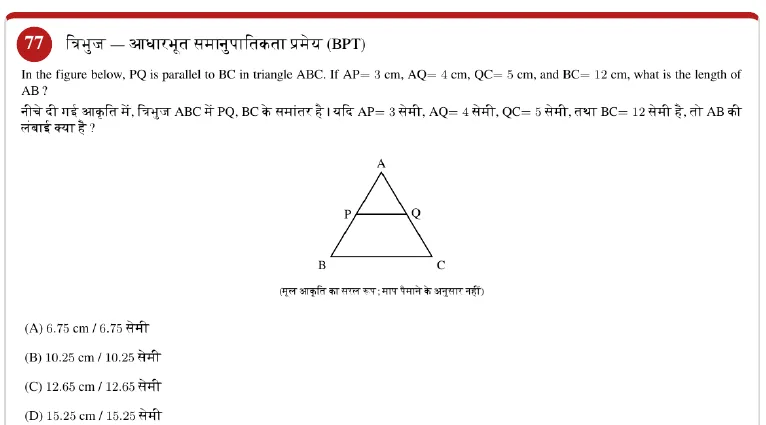 77 त्रिभुज — आधारभूत समानुपातिकता प्रमेय (BPT)
In the figure below, PQ is parallel to BC in triangle ABC. If AP= 3 cm, AQ= 4 cm, QC= 5 cm, and BC= 12 cm, what is the length of
AB ?
नीचे दी गई आकृति में, त्रिभुज ABC में PQ, BC के समांतर है। यदि AP= 3 सेमी, AQ= 4 सेमी, QC= 5 सेमी, तथा BC= 12 सेमी है, तो AB की
लंबाई क्या है ?
A
P Q
B C
(मूल आकृति का सरल रूप; माप पैमाने के अनुसार नहीं)
(A) 6.75 cm / 6.75 सेमी
(B) 10.25 cm / 10.25 सेमी
(C) 12.65 cm / 12.65 सेमी
(D) 15.25 cm / 15.25 सेमी